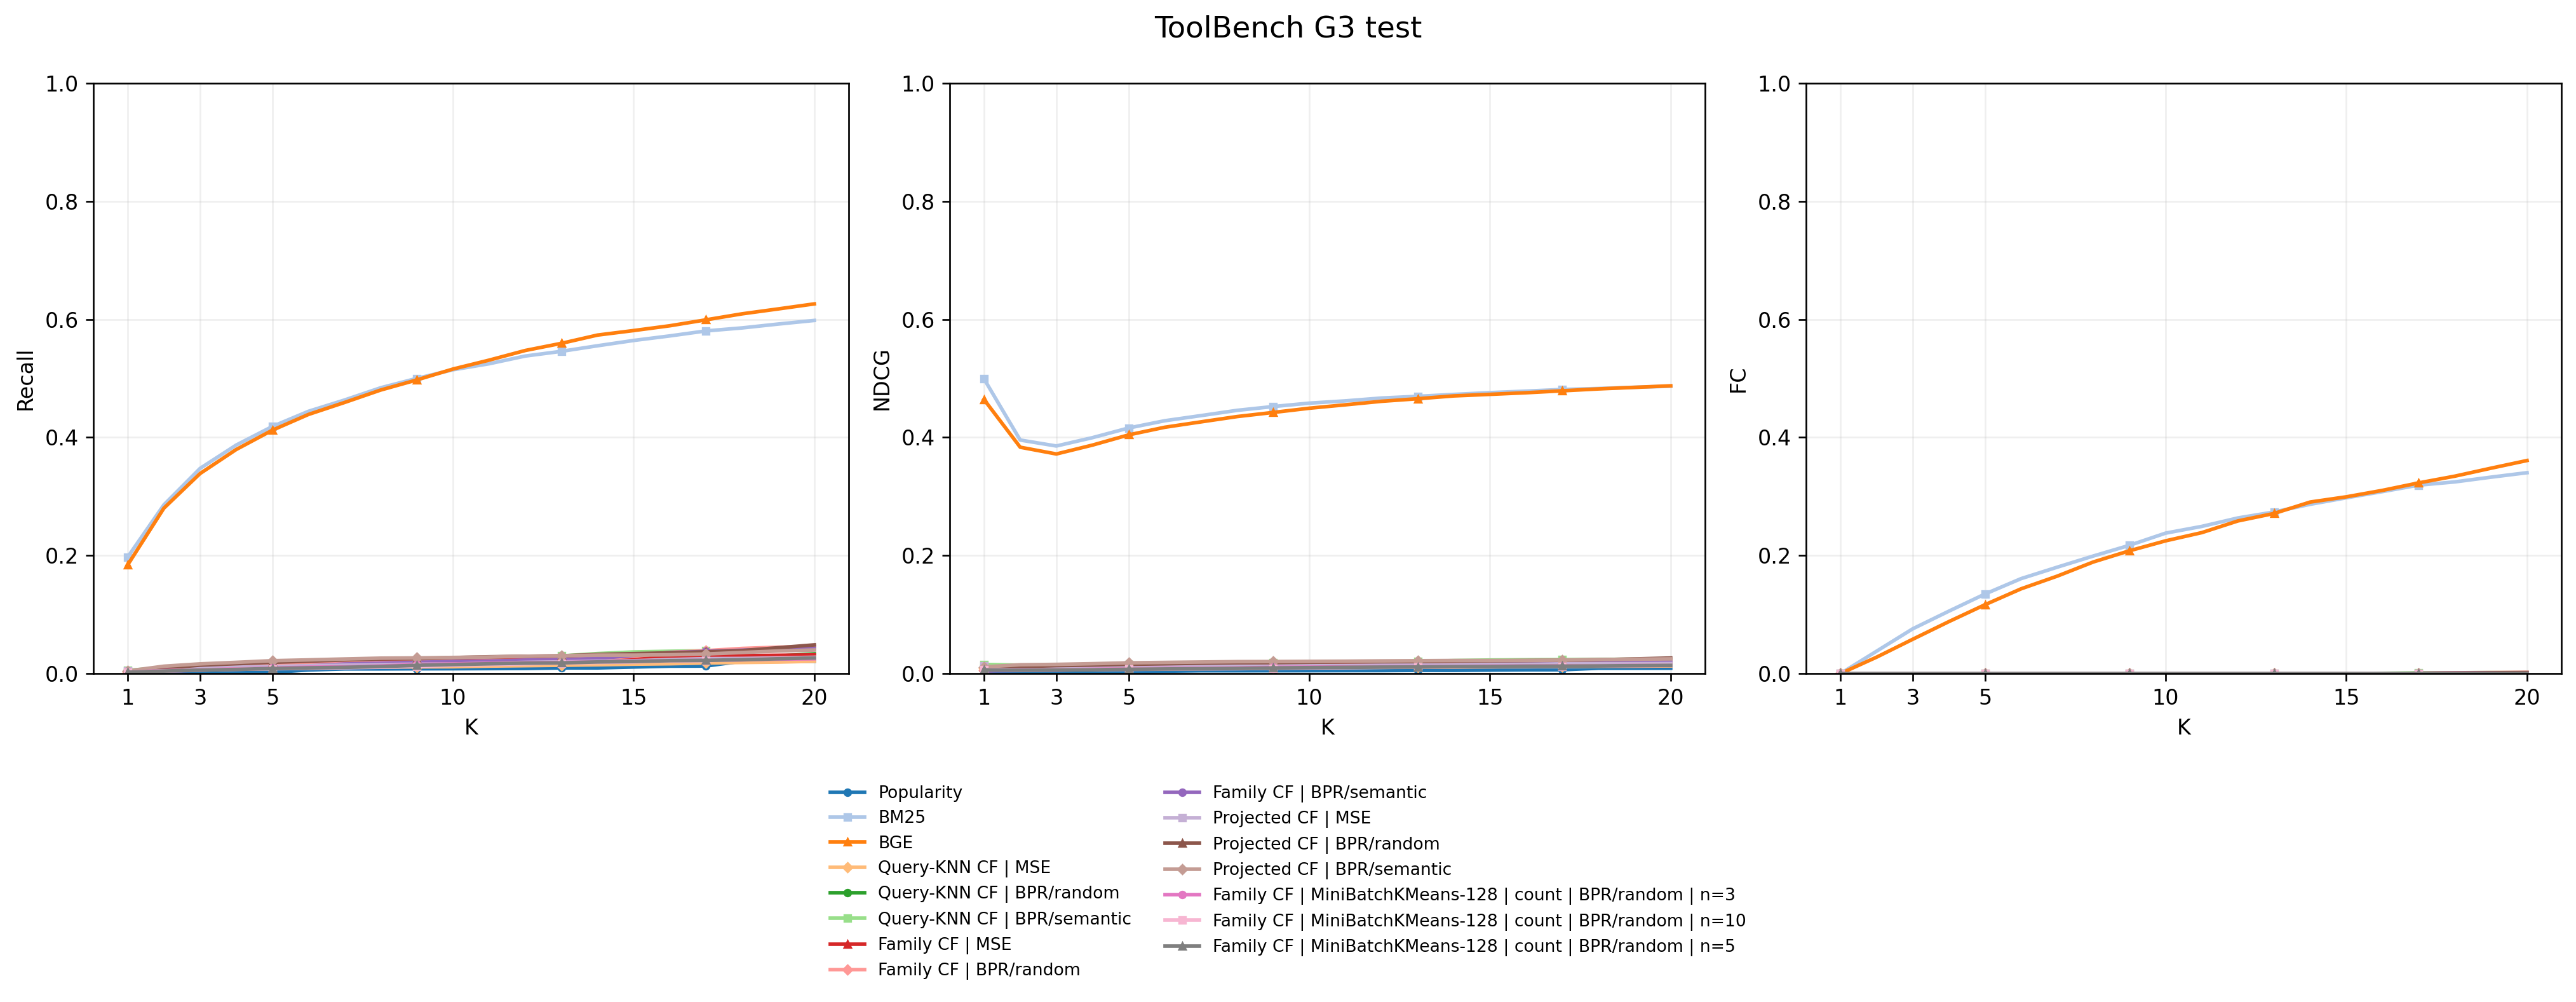 ToolBench G3 test
1.0
0.8
0.6
0.4
0.2
0.0
Recall
1 3 5 10 15 20
K
1.0
0.8
0.6
0.4
0.2
0.0
NDCG
1 3 5 10 15 20
K
1.0
0.8
0.6
0.4
0.2
0.0
FC
1 3 5 10 15 20
K
Popularity
BM25
BGE
Query-KNN CF | MSE
Query-KNN CF | BPR/random
Query-KNN CF | BPR/semantic
Family CF | MSE
Family CF | BPR/random
Family CF | BPR/semantic
Projected CF | MSE
Projected CF | BPR/random
Projected CF | BPR/semantic
Family CF | MiniBatchKMeans-128 | count | BPR/random | n=3
Family CF | MiniBatchKMeans-128 | count | BPR/random | n=10
Family CF | MiniBatchKMeans-128 | count | BPR/random | n=5